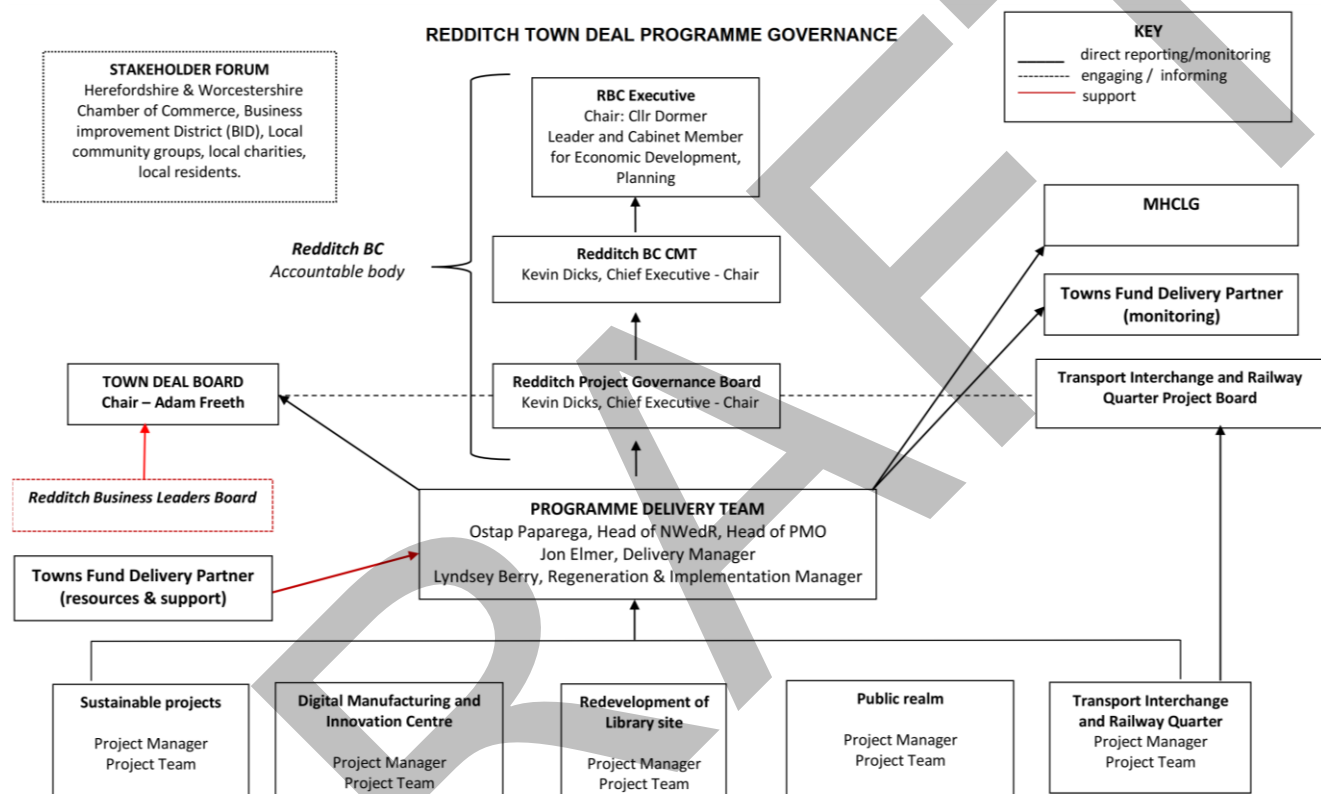 REDDITCH TOWN DEAL PROGRAMME GOVERNANCE
KEY
direct reporting/monitoring
engaging / informing
support
STAKEHOLDER FORUM
Herefordshire & Worcestershire
Chamber of Commerce, Business
improvement District (BID), Local
community groups, local charities,
local residents.
RBC Executive
Chair: Cllr Dormer
Leader and Cabinet Member
for Economic Development,
Planning
MHCLG
Redditch BC
Accountable body
Redditch BC CMT
Kevin Dicks, Chief Executive - Chair
Towns Fund Delivery Partner
(monitoring)
TOWN DEAL BOARD
Chair – Adam Freeth
Redditch Project Governance Board
Kevin Dicks, Chief Executive - Chair
Transport Interchange and Railway
Quarter Project Board
Redditch Business Leaders Board
PROGRAMME DELIVERY TEAM
Ostap Paparega, Head of NWedR, Head of PMO
Jon Elmer, Delivery Manager
Lyndsey Berry, Regeneration & Implementation Manager
Towns Fund Delivery Partner
(resources & support)
Sustainable projects
Project Manager
Project Team
Digital Manufacturing and
Innovation Centre
Project Manager
Project Team
Redevelopment of
Library site
Project Manager
Project Team
Public realm
Project Manager
Project Team
Transport Interchange
and Railway Quarter
Project Manager
Project Team
DRAFT